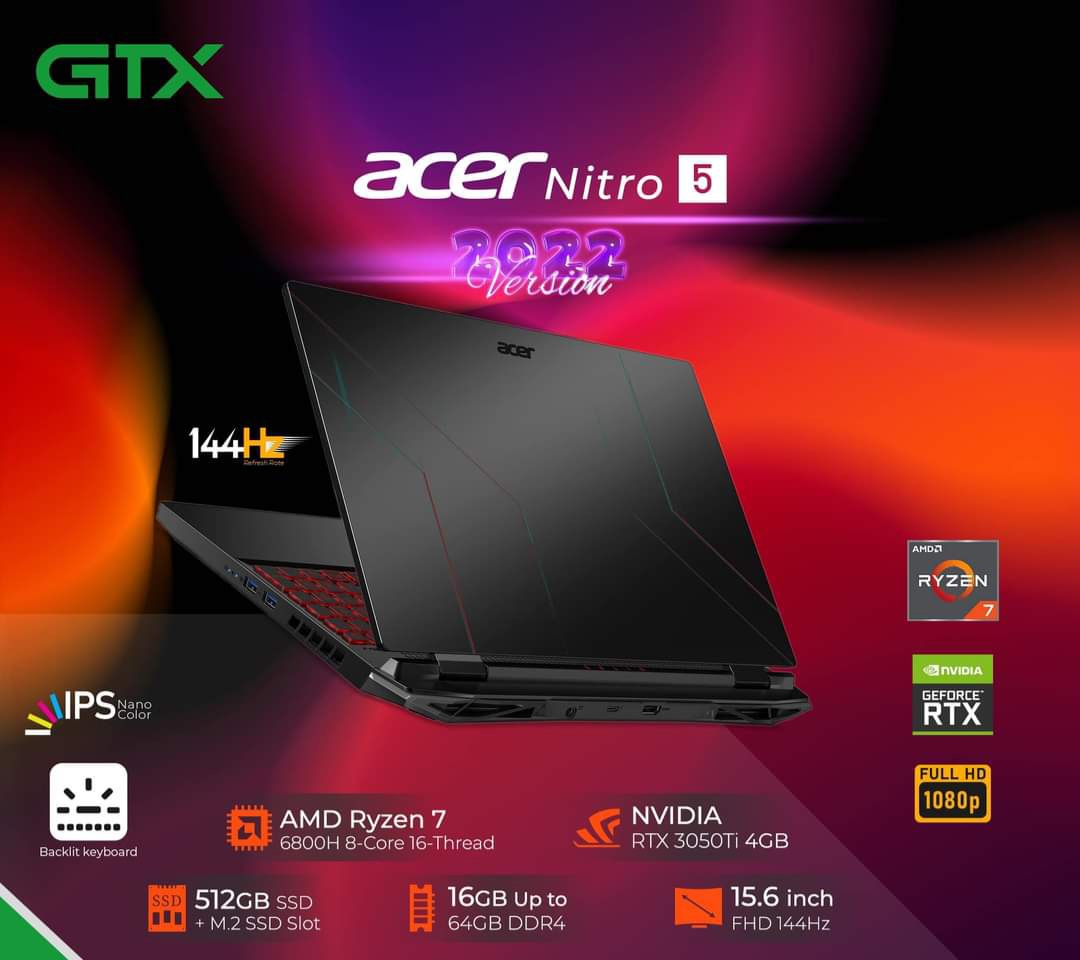 GTX
acer Nitro 5
2022
Version
acer
144Hz
Refresh Rate
AMD
RYZEN
7
NVIDIA
GEFORCE™
RTX
IPS Nano
Color
FULL HD
1080p
Backlit keyboard
AMD Ryzen 7
6800H 8-Core 16-Thread
NVIDIA
RTX 3050Ti 4GB
SSD
512GB SSD
+ M.2 SSD Slot
16GB Up to
64GB DDR4
15.6 inch
FHD 144Hz